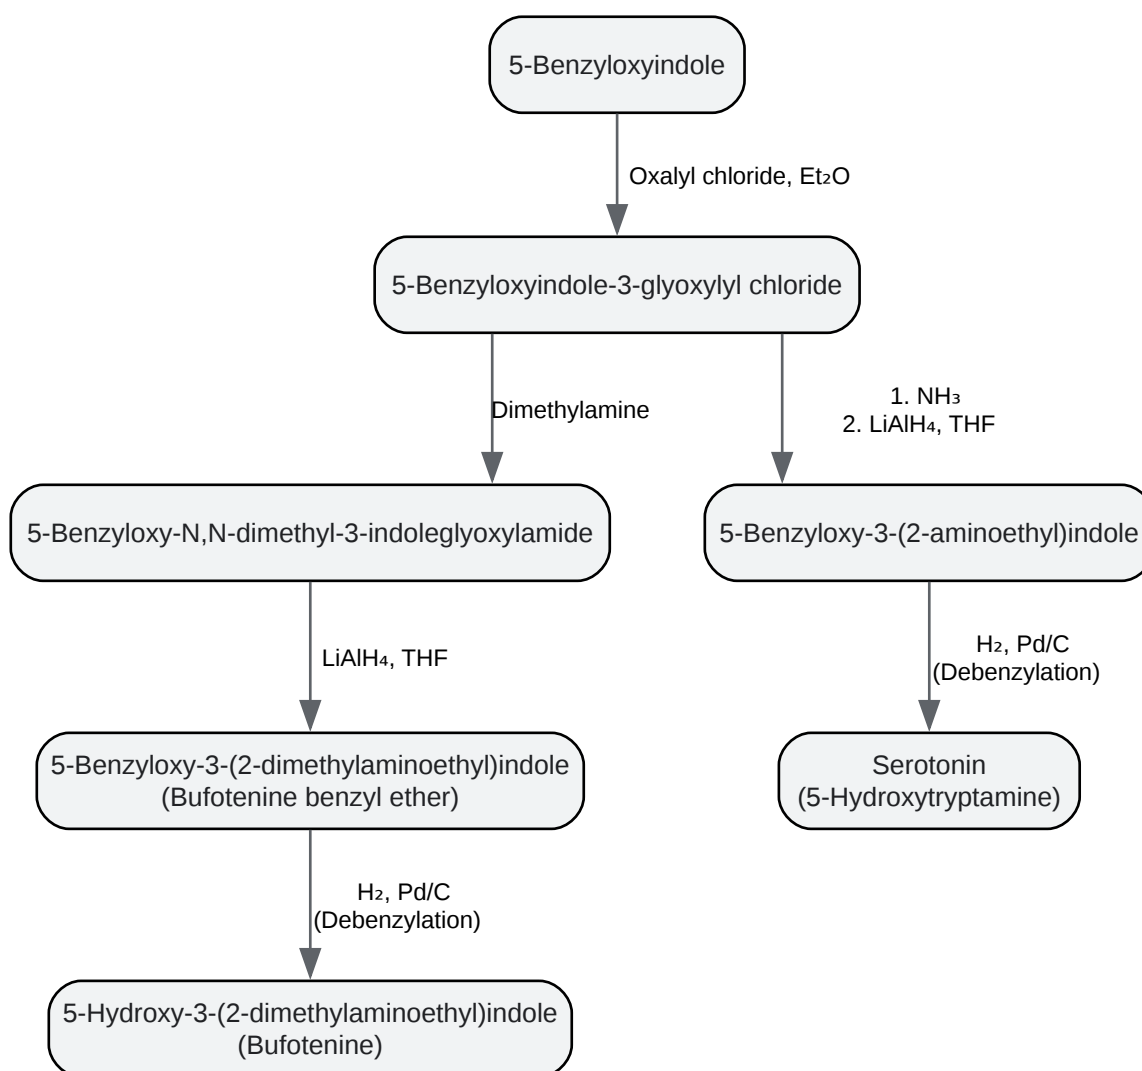 5-Benzyloxyindole
Oxalyl chloride, Et₂O
5-Benzyloxyindole-3-glyoxylyl chloride
Dimethylamine
1. NH₃
2. LiAlH₄, THF
5-Benzyloxy-N,N-dimethyl-3-indoleglyoxylamide
5-Benzyloxy-3-(2-aminoethyl)indole
LiAlH₄, THF
H₂, Pd/C
(Debenzylation)
5-Benzyloxy-3-(2-dimethylaminoethyl)indole
(Bufotenine benzyl ether)
Serotonin
(5-Hydroxytryptamine)
H₂, Pd/C
(Debenzylation)
5-Hydroxy-3-(2-dimethylaminoethyl)indole
(Bufotenine)